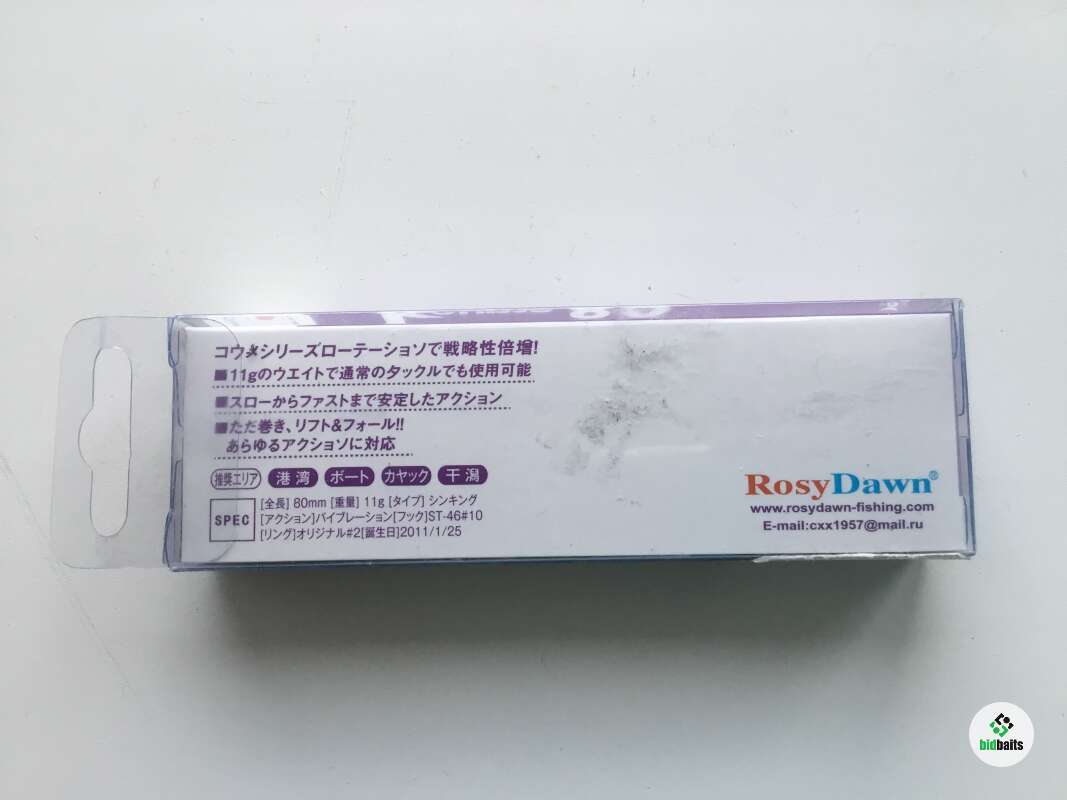 コウメシリーズローテーショソで戦略性倍増!
■11gのウエイトで通常のタックルでも使用可能
■スローからファストまで安定したアクション
■ただ巻き、リフト&フォール!!
あらゆるアクショソに対応
推奨エリア 港湾 ボート カヤック 干潟
SPEC
[全長] 80mm [重量] 11g [タイプ] シンキング
[アクション]バイブレーション[フック]ST-46#10
[リング]オリジナル#2[誕生日]2011/1/25
RosyDawn®
www.rosydawn-fishing.com
E-mail:cxx1957@mail.ru
bidbaits